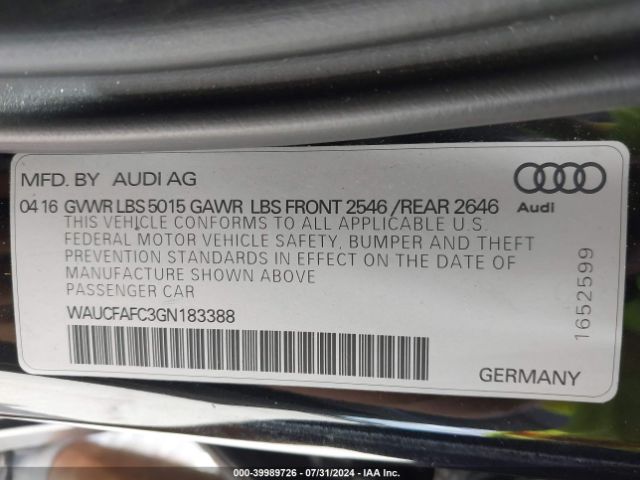 MFD. BY AUDI AG
Audi
04 16 GVWR LBS 5015 GAWR LBS FRONT 2546 /REAR 2646
THIS VEHICLE CONFORMS TO ALL APPLICABLE U.S.
FEDERAL MOTOR VEHICLE SAFETY, BUMPER AND THEFT
PREVENTION STANDARDS IN EFFECT ON THE DATE OF
MANUFACTURE SHOWN ABOVE
PASSENGER CAR
WAUCFAFC3GN183388
1652599
GERMANY
000-39989726 / 07/31/2024 / IAA Inc.